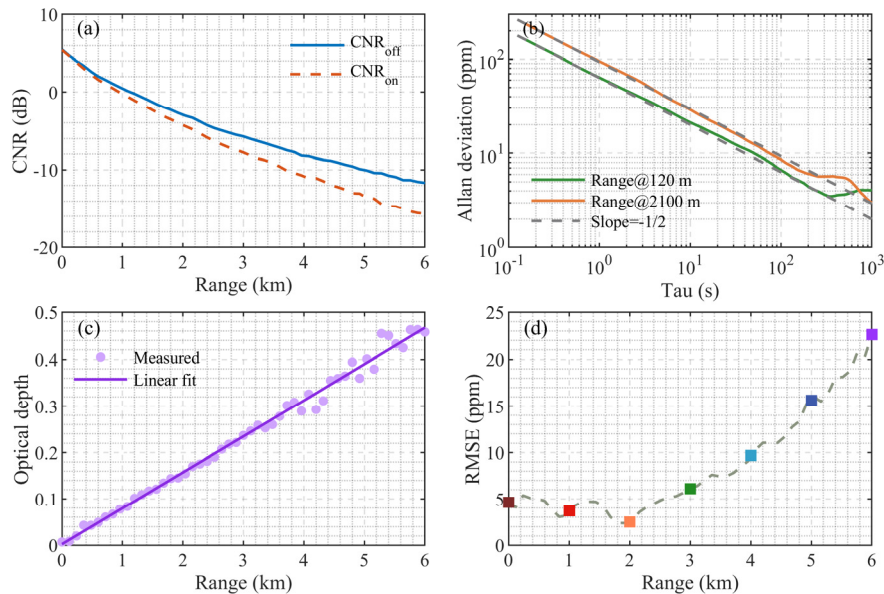 (a)
CNR_off
CNR_on
10
0
-10
-20
CNR (dB)
0 1 2 3 4 5 6
Range (km)
(b)
10^2
10^1
10^0
Allan deviation (ppm)
Range@120 m
Range@2100 m
Slope=-1/2
10^-1 10^0 10^1 10^2 10^3
Tau (s)
(c)
Measured
Linear fit
0.5
0.4
0.3
0.2
0.1
0
Optical depth
0 1 2 3 4 5 6
Range (km)
(d)
25
20
15
10
5
0
RMSE (ppm)
0 1 2 3 4 5 6
Range (km)